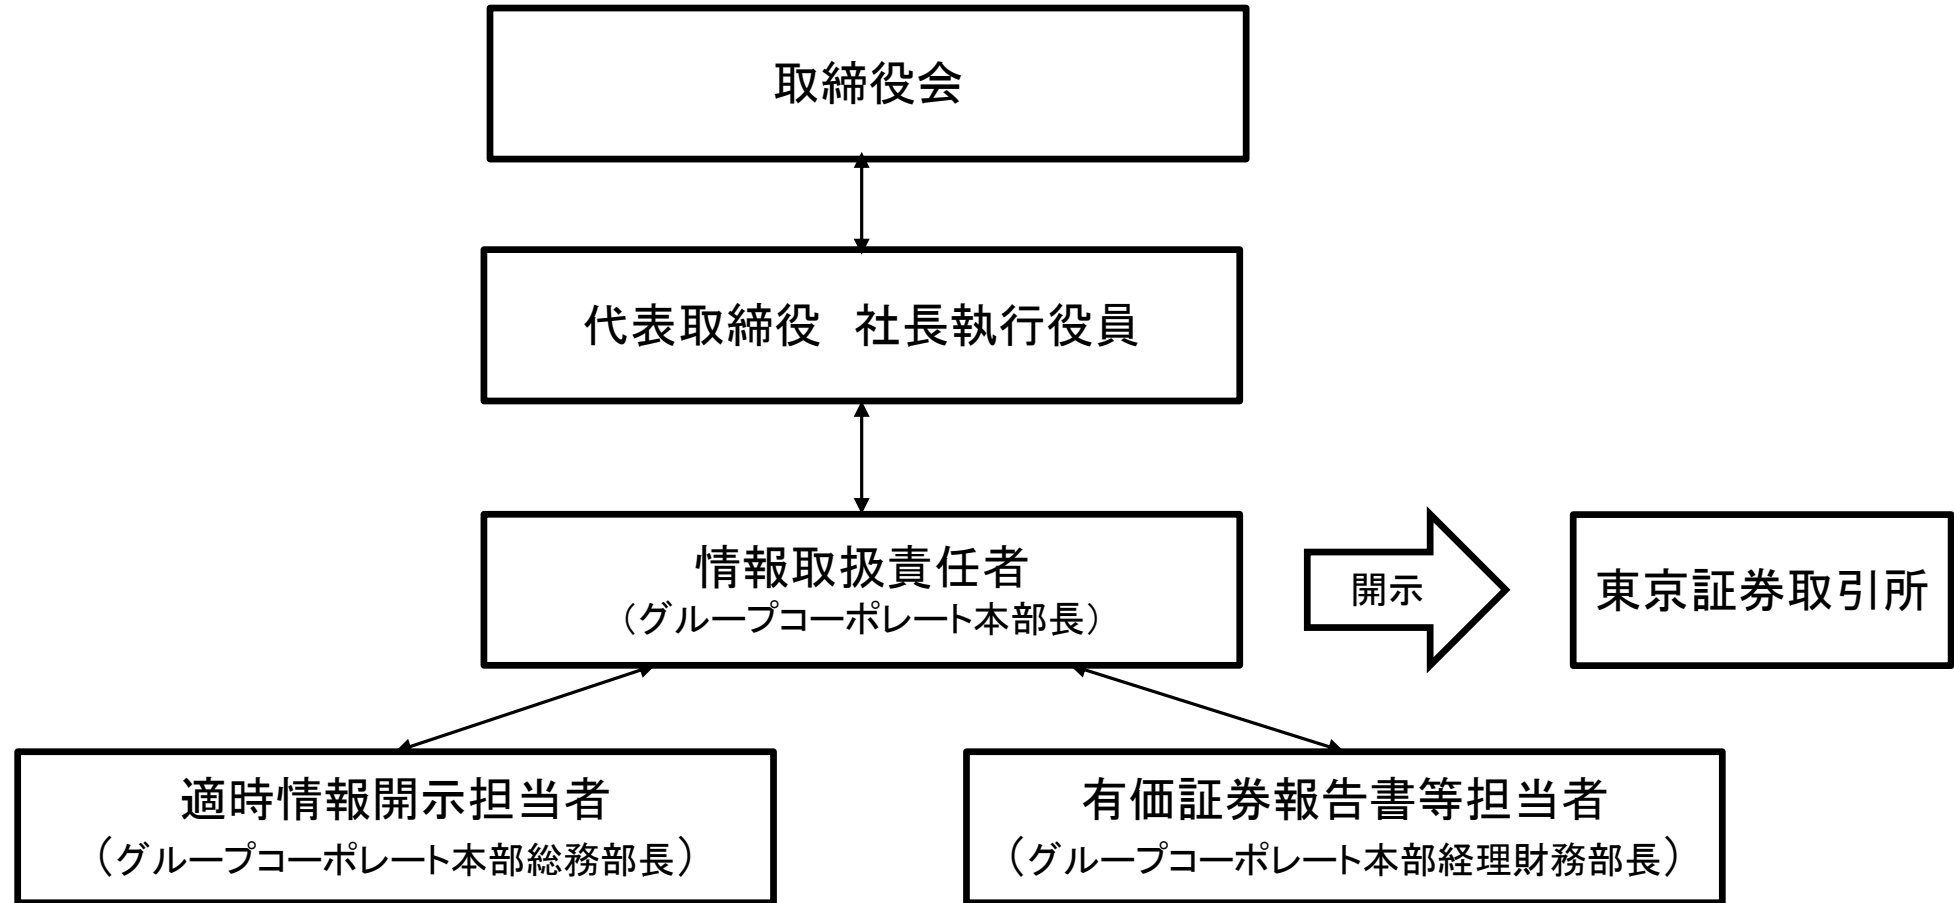 取締役会
代表取締役　社長執行役員
情報取扱責任者
（グループコーポレート本部長）
開示
東京証券取引所
適時情報開示担当者
（グループコーポレート本部総務部長）
有価証券報告書等担当者
（グループコーポレート本部経理財務部長）